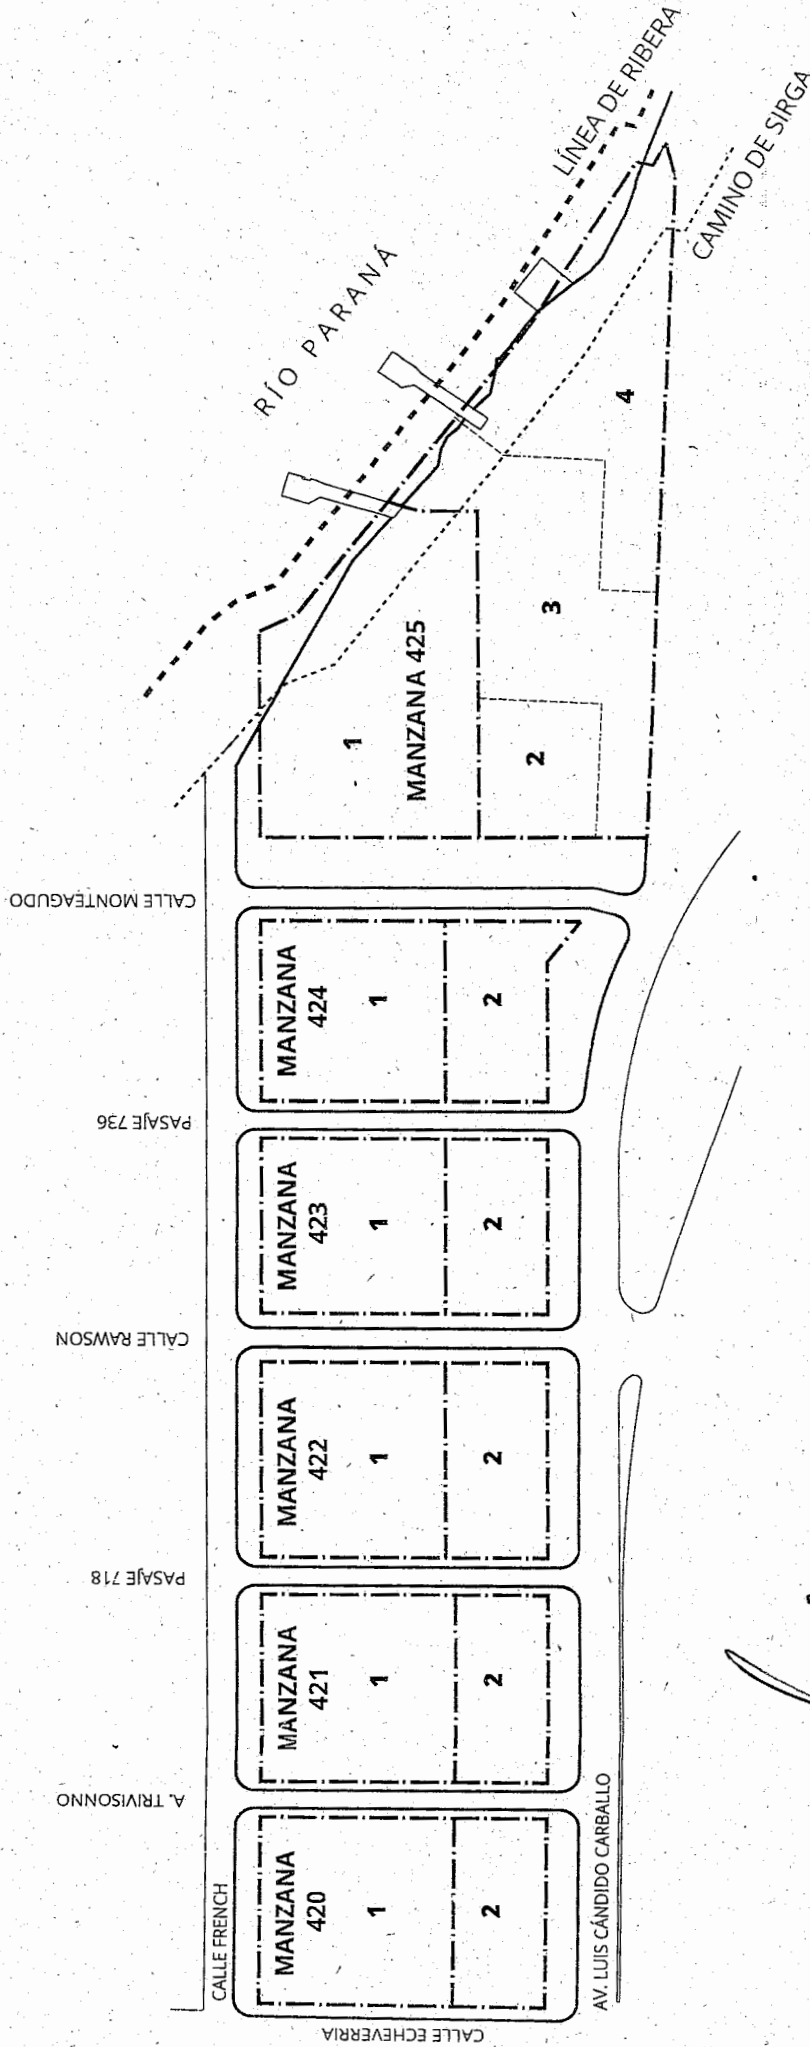 RÍO PARANÁ
LÍNEA DE RIBERA
CAMINO DE SIRGA
1
MANZANA 425
2
3
4
CALLE MONTEAGUDO
MANZANA
424
1
2
PASAJE 736
MANZANA
423
1
2
CALLE RAWSON
MANZANA
422
1
2
PASAJE 718
MANZANA
421
1
2
A. TRIVISONNO
MANZANA
420
1
2
CALLE FRENCH
AV. LUIS CÁNDIDO CARBALLO
CALLE ECHEVERRIA